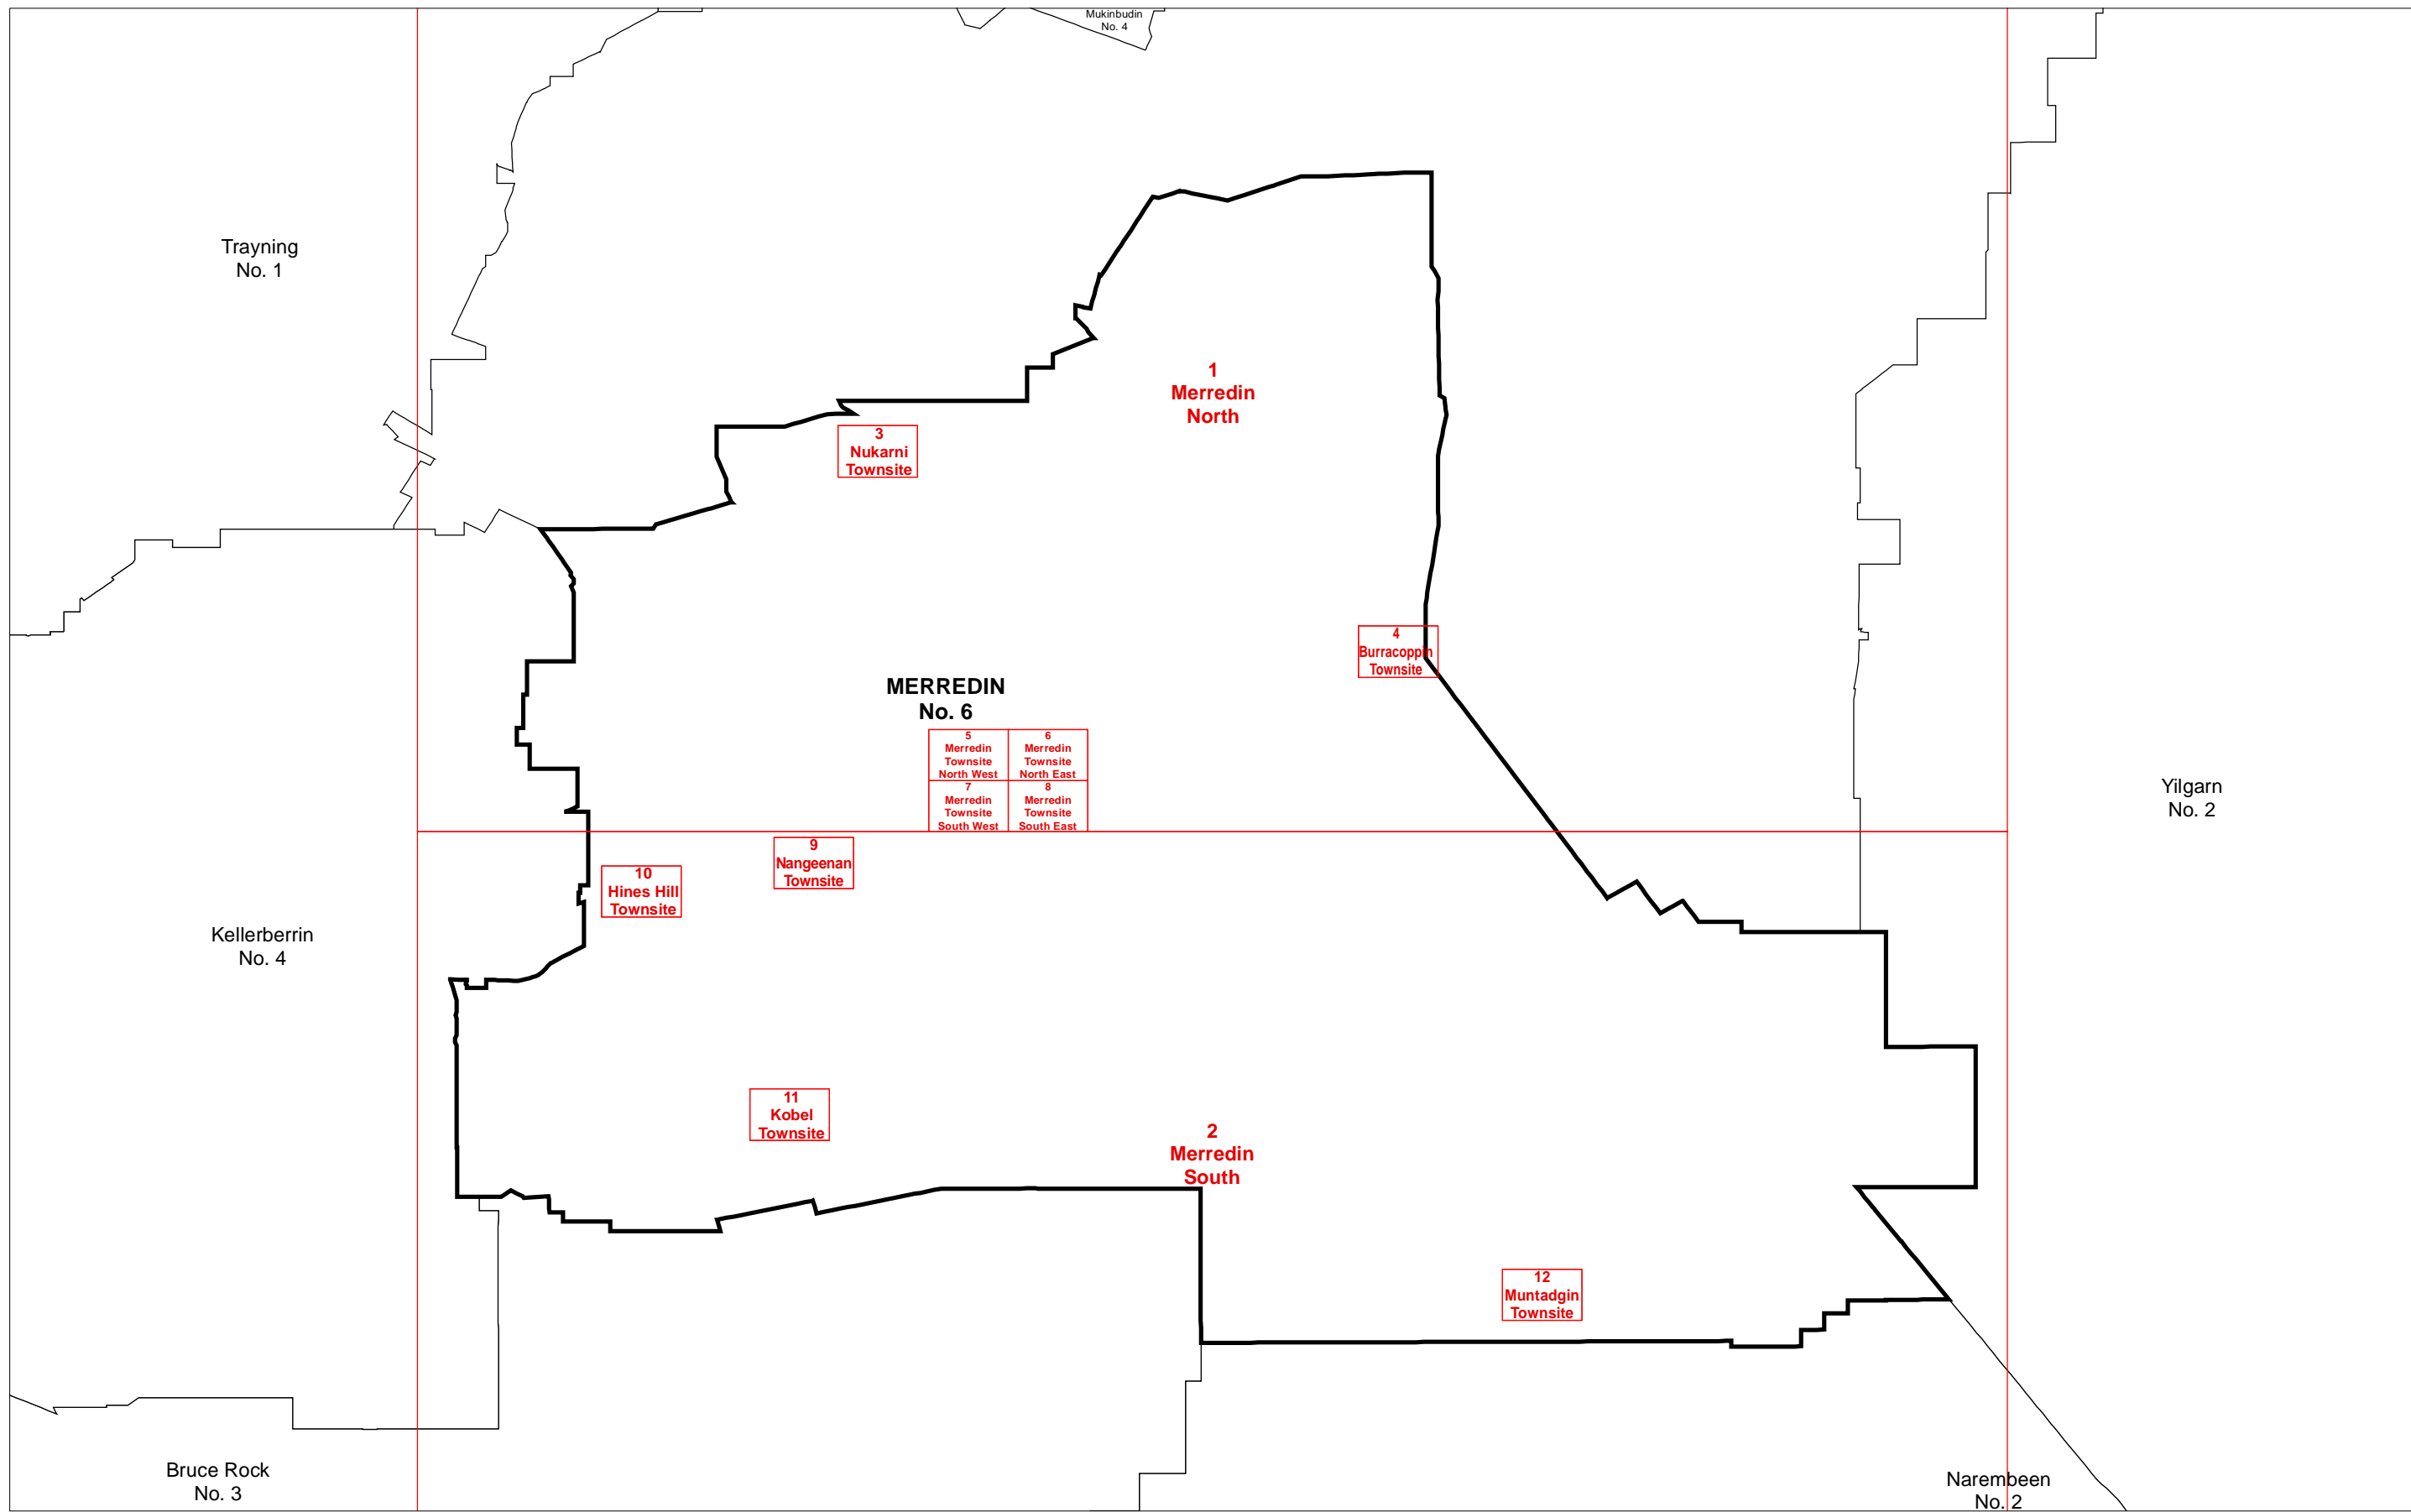 Mukinbudin
No. 4
Trayning
No. 1
1
Merredin
North
3
Nukarni
Townsite
4
Burracoppin
Townsite
MERREDIN
No. 6
5
Merredin
Townsite
North West
6
Merredin
Townsite
North East
7
Merredin
Townsite
South West
8
Merredin
Townsite
South East
Yilgarn
No. 2
9
Nangeenan
Townsite
10
Hines Hill
Townsite
Kellerberrin
No. 4
11
Kobel
Townsite
2
Merredin
South
12
Muntadgin
Townsite
Bruce Rock
No. 3
Narembeen
No. 2